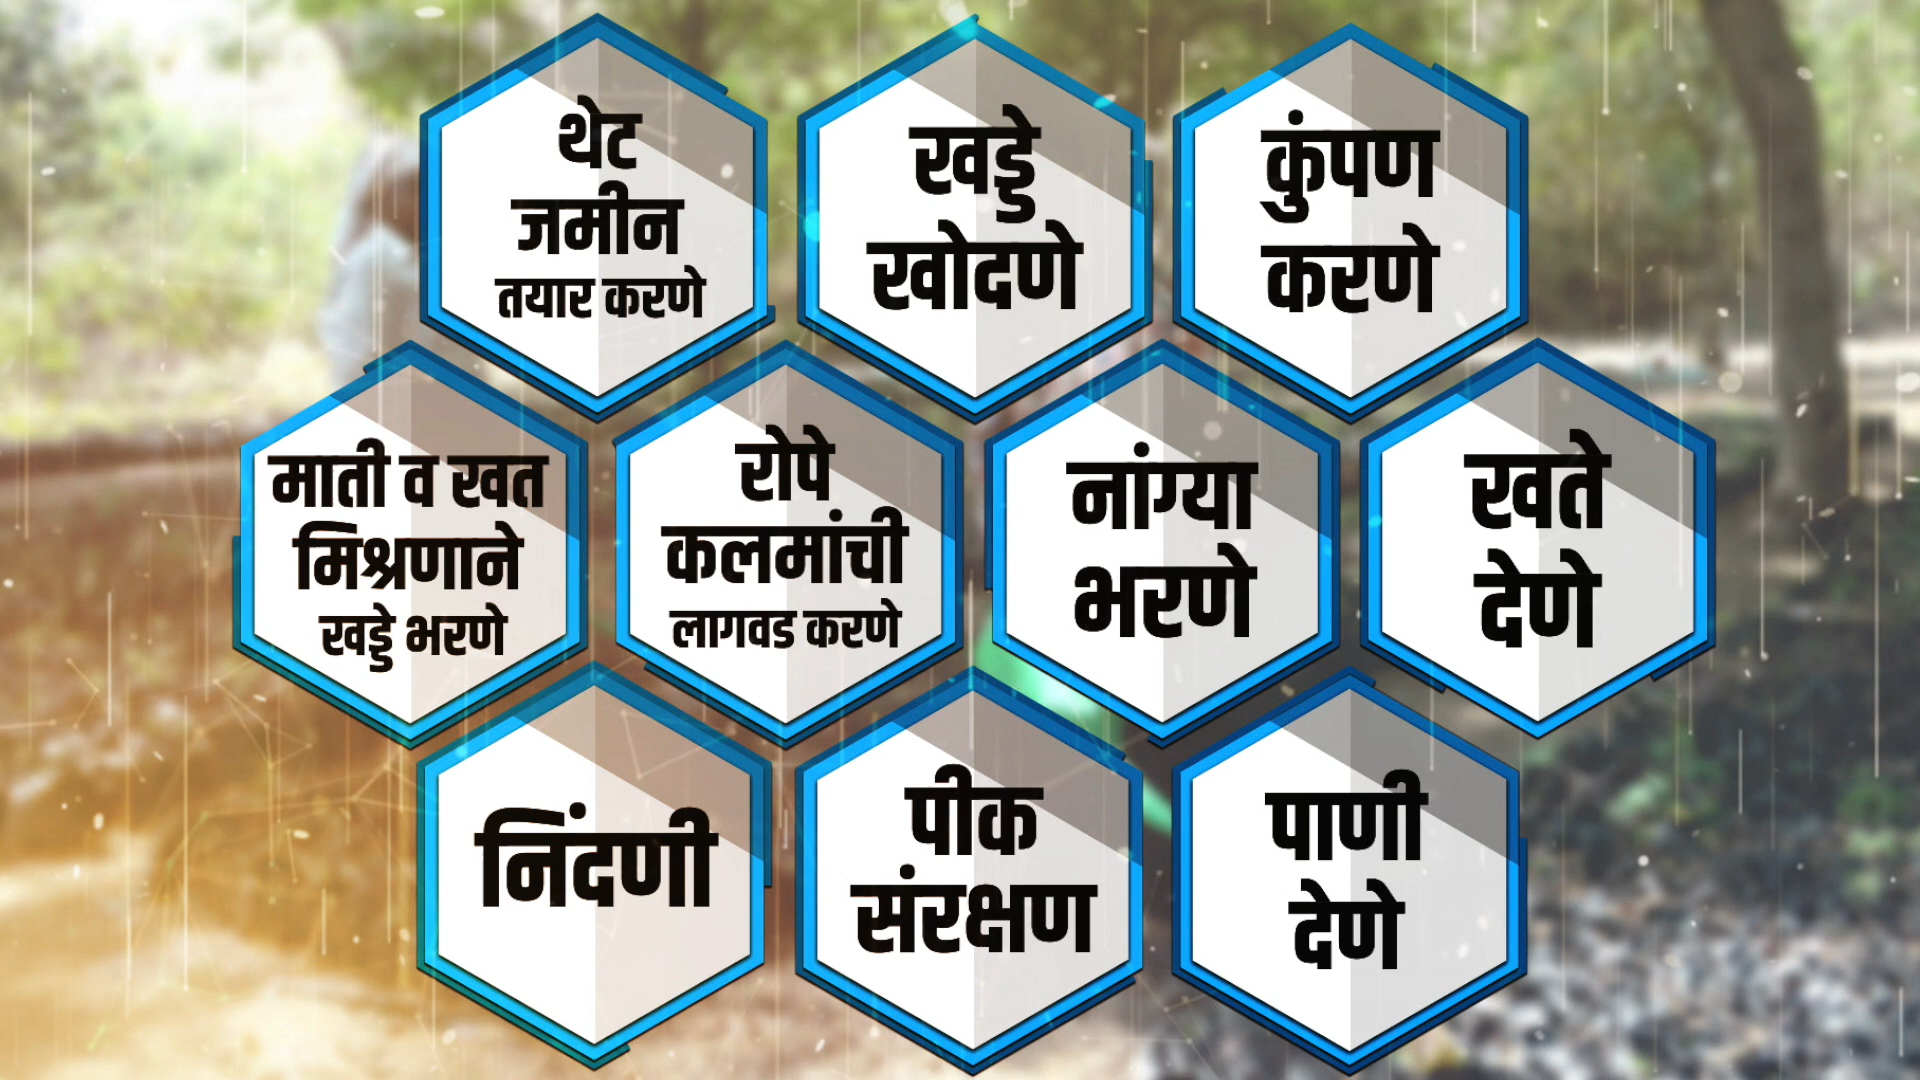 थेट
जमीन
तयार करणे
खड्डे
खोदणे
कुंपण
करणे
माती व खत
मिश्रणाने
खड्डे भरणे
रोपे
कलमांची
लागवड करणे
नांग्या
भरणे
खते
देणे
निंदणी
पीक
संरक्षण
पाणी
देणे